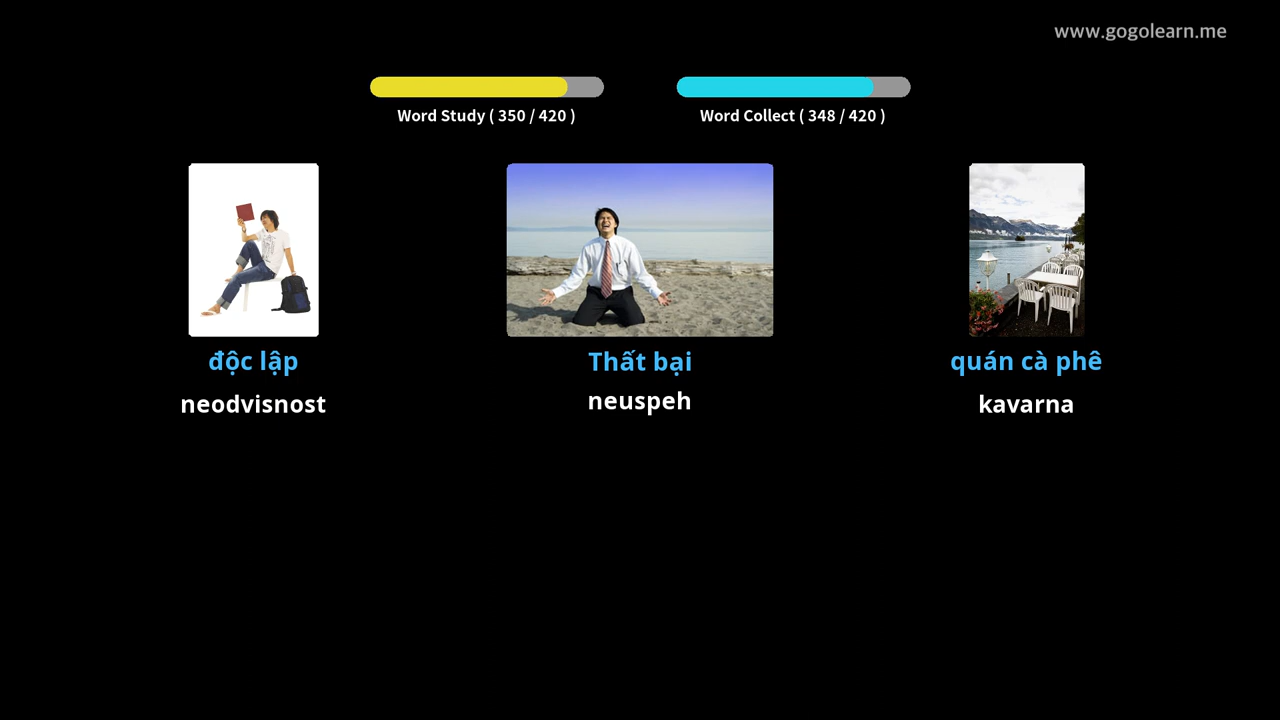 www.gogolearn.me
Word Study ( 350 / 420 )
Word Collect ( 348 / 420 )
độc lập
Thất bại
quán cà phê
neodvisnost
neuspeh
kavarna